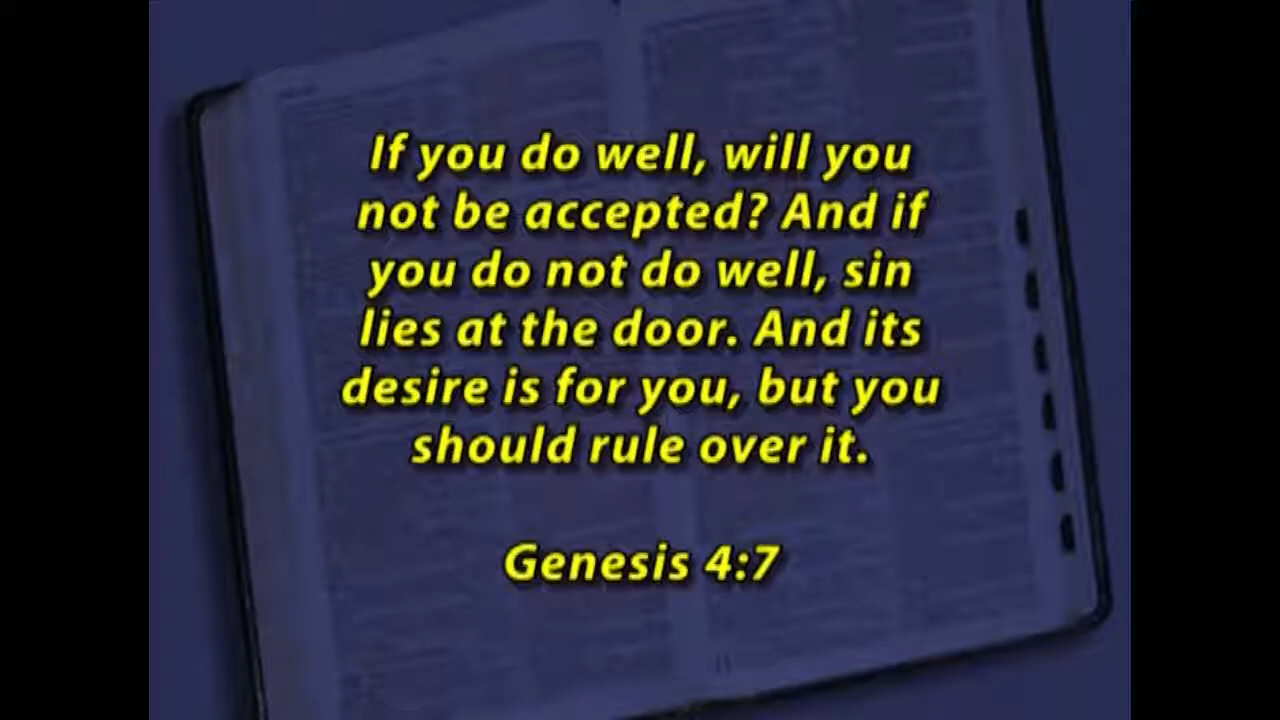 If you do well, will you
not be accepted? And if
you do not do well, sin
lies at the door. And its
desire is for you, but you
should rule over it.
Genesis 4:7